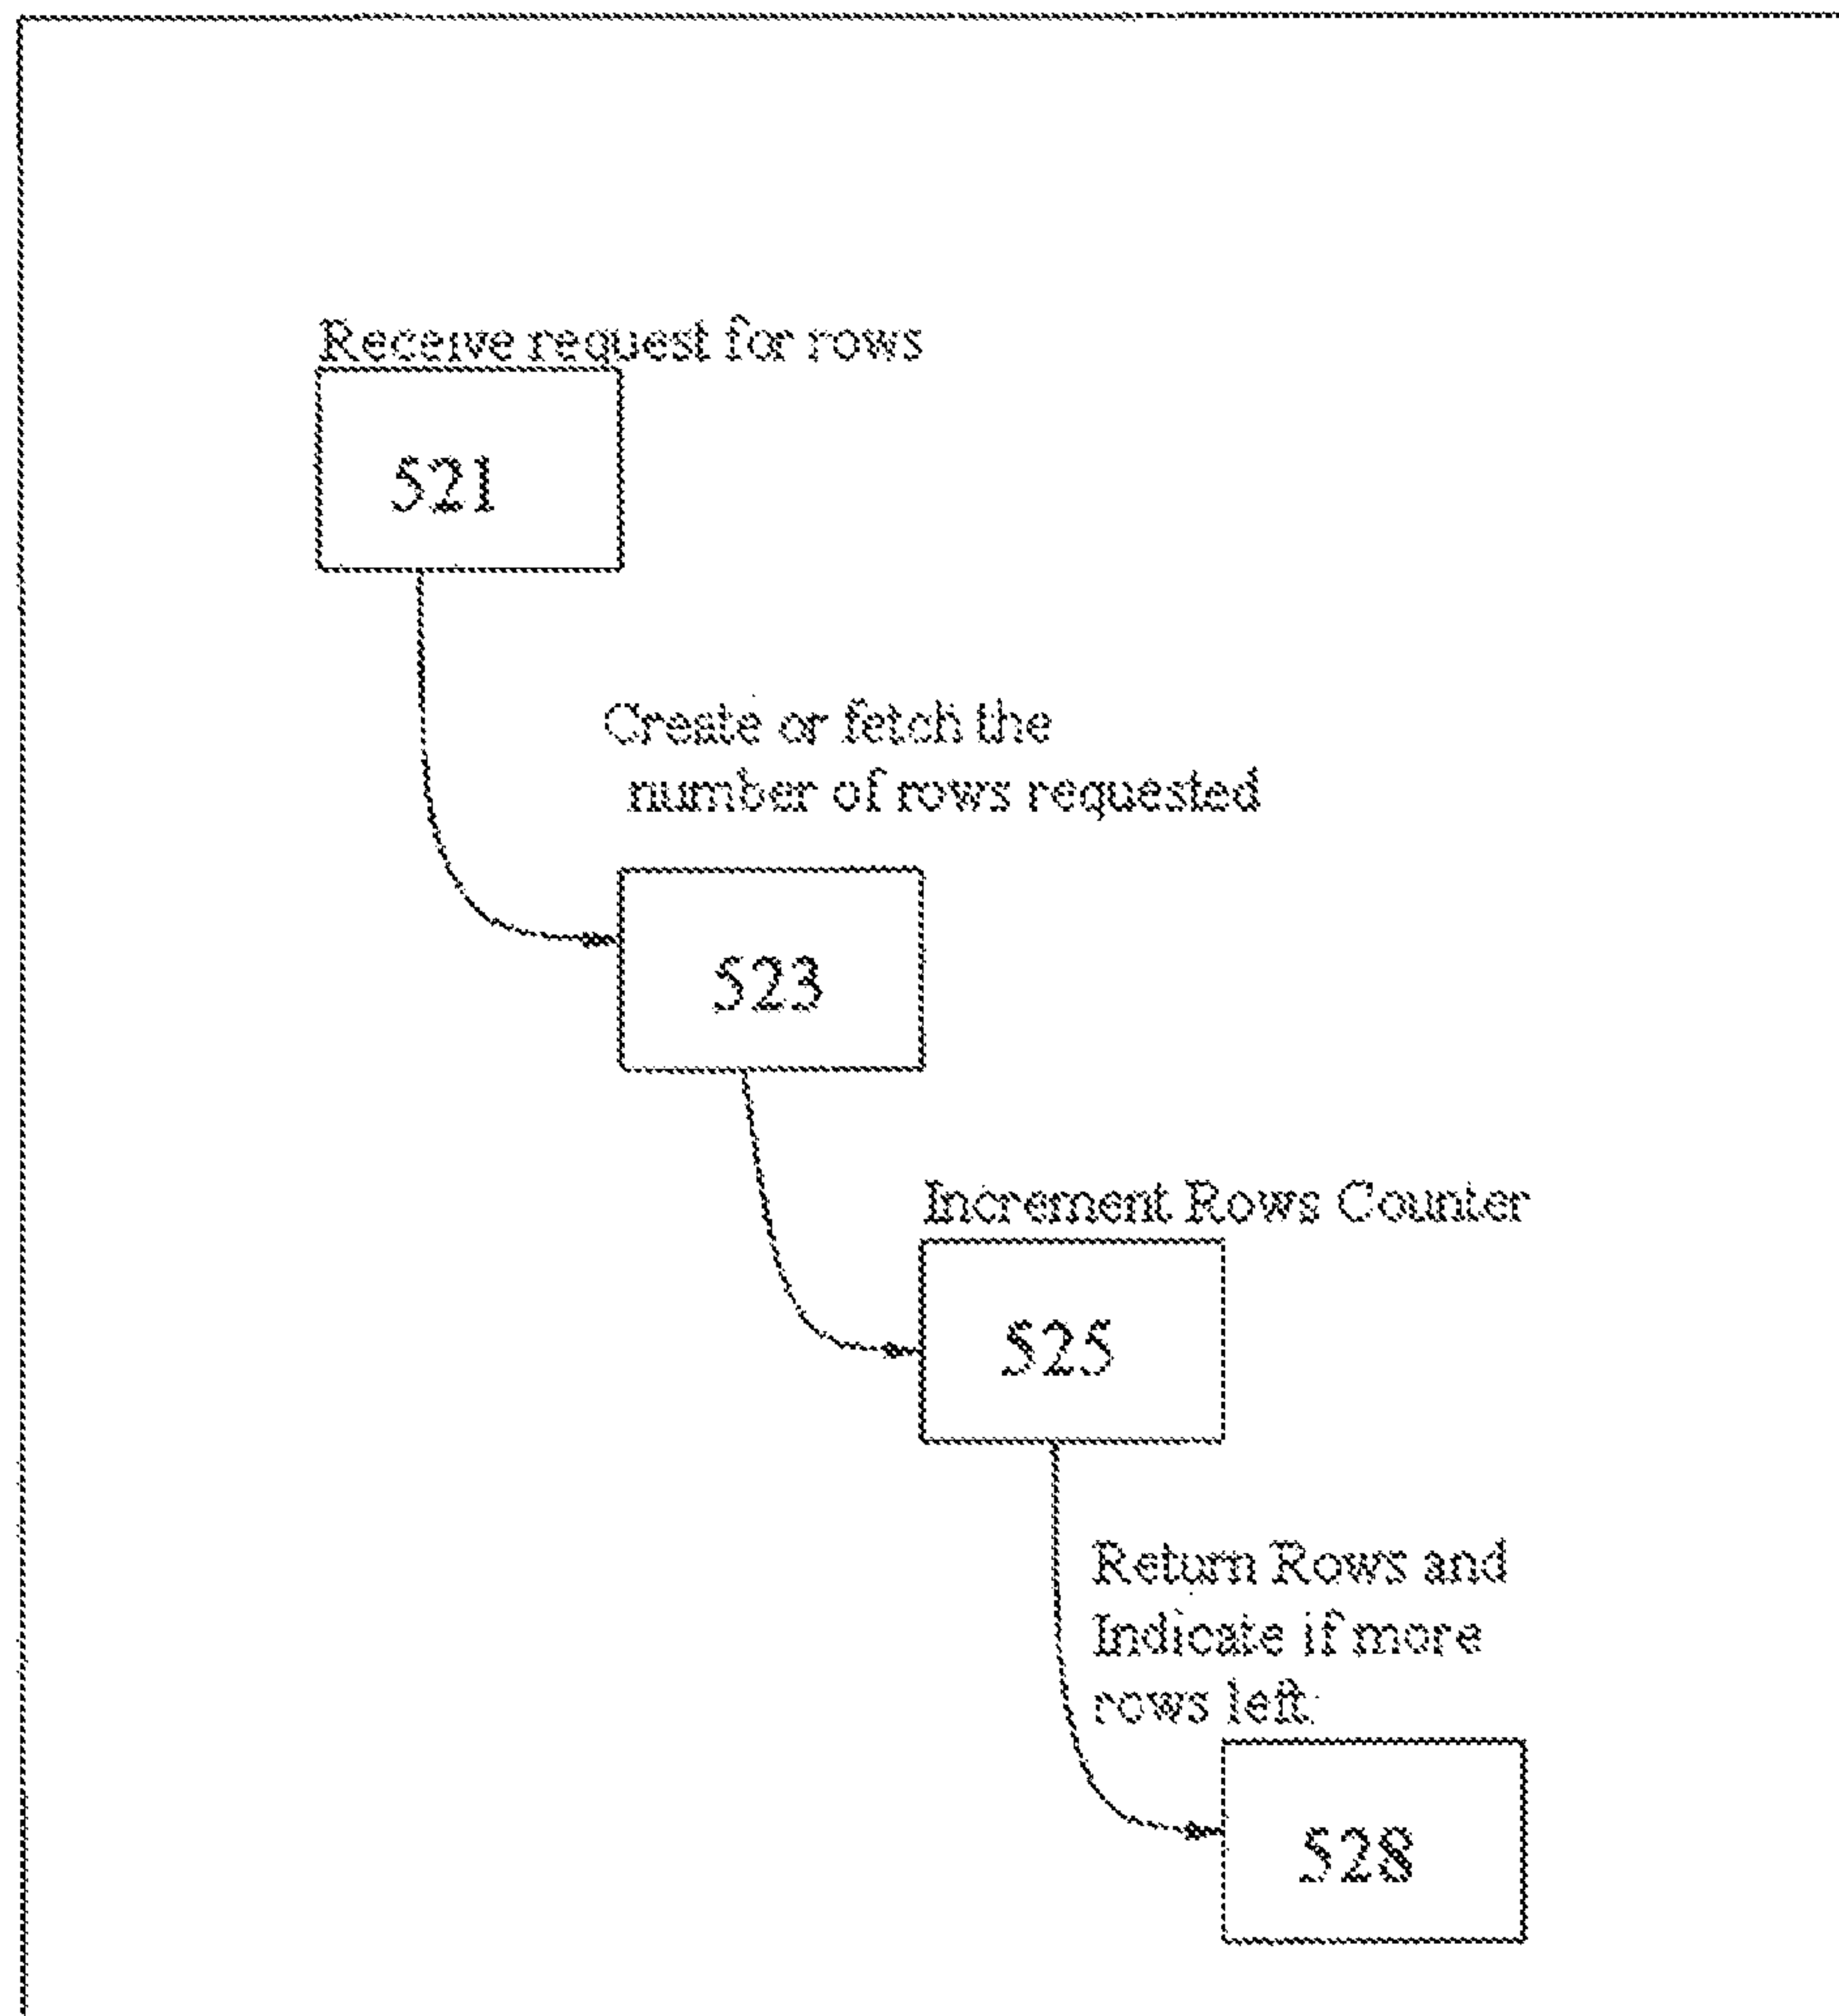 Receive request for rows
521
Create or fetch the
number of rows requested
523
Increment Rows Counter
525
Return Rows and
Indicate if more
rows left.
528